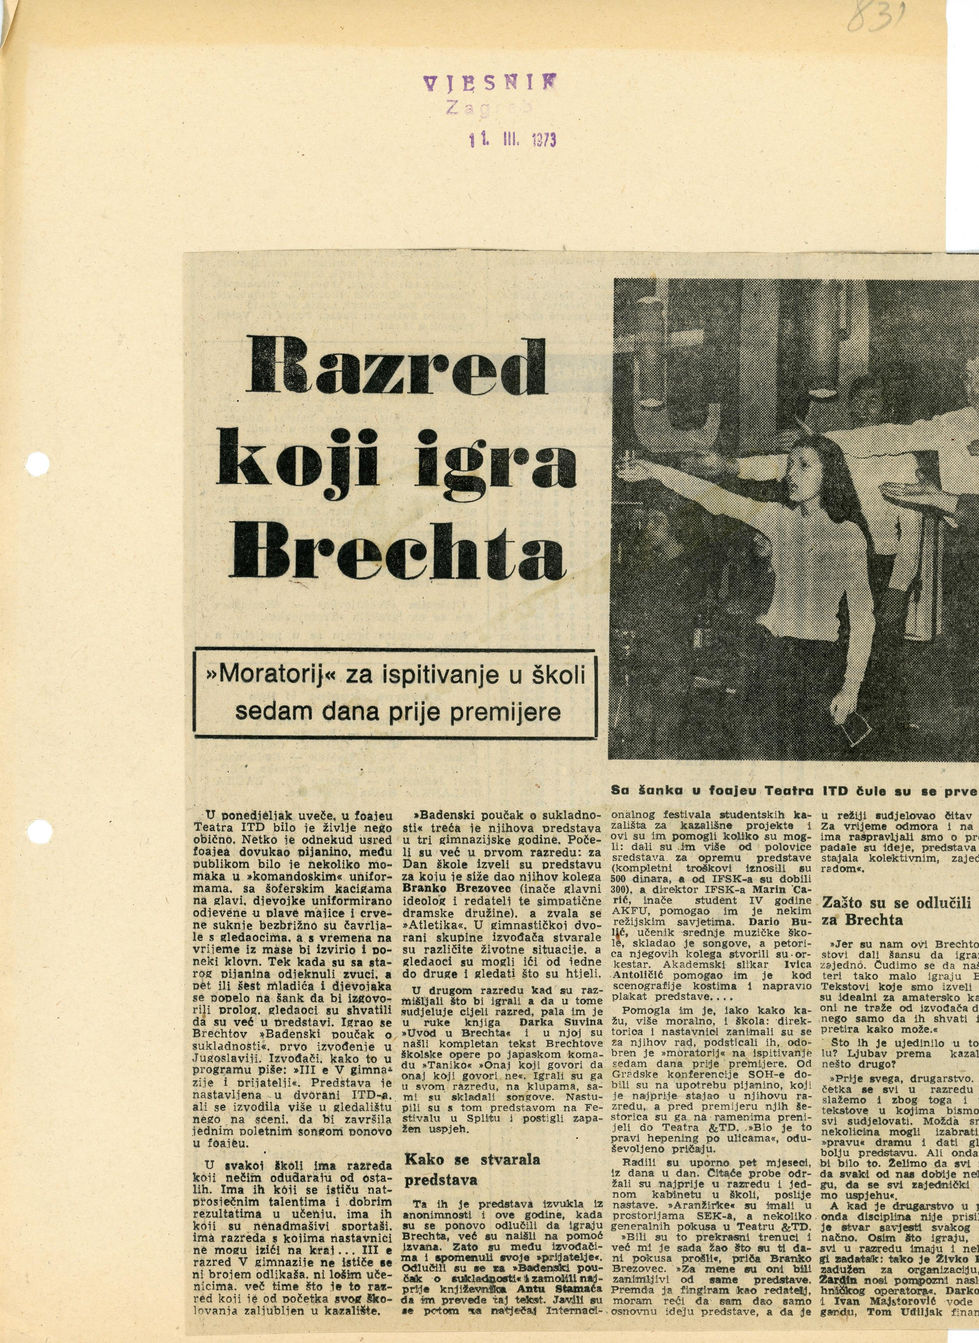 831
VJESNIK
Zagreb
11. III. 1973
Razred
koji igra
Brechta
»Moratorij« za ispitivanje u školi
sedam dana prije premijere
Sa šanka u foajeu Teatra ITD čule su se prve
U ponedjeljak uveče, u foajeu
Teatra ITD bilo je življe nego
obično. Netko je odnekud usred
foajea dovukao pijanino, među
publikom bilo je nekoliko mo-
maka u »komandoskim« unifor-
mama, sa šoferskim kacigama
na glavi, djevojke uniformirano
odjevene u plave majice i crve-
ne suknje bezbrižno su čavrlja-
le s gledaocima, a s vremena na
vrijeme iz mase bi izvirio i po-
neki klovn. Tek kada su sa sta-
rog pijanina odjeknuli zvuci, a
pet ili šest mladića i djevojaka
se popelo na šank da bi izgovo-
rili prolog, gledaoci su shvatili
da su već u predstavi. Igrao se
Brechtov »Badenski poučak o
sukladnosti«, prvo izvođenje u
Jugoslaviji. Izvođači, kako to u
programu piše: »III e V gimna-
zije i prijatelji«. Predstava je
nastavljena u dvorani ITD-a,
ali se izvodila više u gledalištu
nego na sceni, da bi završila
jednim poletnim songom ponovo
u foajeu.
U svakoj školi ima razreda
koji nečim odudaraju od osta-
lih. Ima ih koji se ističu nat-
prosječnim talentima i dobrim
rezultatima u učenju, ima ih
koji su nenadmašivi sportaši,
ima razreda s kojima nastavnici
ne mogu izići na kraj... III e
razred V gimnazije ne ističe se
ni brojem odlikaša, ni lošim uče-
nicima, već time što je to raz-
red koji je od početka svog ško-
lovanja zaljubljen u kazalište.
»Badenski poučak o sukladno-
sti« treća je njihova predstava
u tri gimnazijske godine. Poče-
li su već u prvom razredu: za
Dan škole izveli su predstavu
za koju je siže dao njihov kolega
Branko Brezovec (inače glavni
ideolog i redatelj te simpatične
dramske družine), a zvala se
»Atletika«. U gimnastičkoj dvo-
rani skupine izvođača stvarale
su različite životne situacije, a
gledaoci su mogli ići od jedne
do druge i gledati što su htjeli.
U drugom razredu kad su raz-
mišljali što bi igrali a da u tome
sudjeluje cijeli razred, pala im je
u ruke knjiga Darka Suvina
»Uvod u Brechta« i u njoj su
našli kompletan tekst Brechtove
školske opere po japaskom koma-
du »Taniko« »Onaj koji govori da
onaj koji govori ne«. Igrali su ga
u svom razredu, na klupama, sa-
mi su skladali songove. Nastu-
pili su s tom predstavom na Fe-
stivalu u Splitu i postigli zapa-
žen uspjeh.
Kako se stvarala
predstava
Ta ih je predstava izvukla iz
anonimnosti i ove godine, kada
su se ponovo odlučili da igraju
Brechta, već su naišli na pomoć
izvana. Zato su među izvođači-
ma i spomenuli svoje »prijatelje«.
Odlučili su se za »Badenski pou-
čak o sukladnosti« i zamolili naj-
prije književnika Antu Stamaća
da im prevede taj tekst. Javili su
se potom na natječaj Internaci-
onalnog festivala studentskih ka-
zališta za kazališne projekte i
ovi su im pomogli koliko su mog-
li: dali su im više od polovice
sredstava za opremu predstave
(kompletni troškovi iznosili su
500 dinara, a od IFSK-a su dobili
300), a direktor IFSK-a Marin Ca-
rić, inače student IV godine
AKFU, pomogao im je nekim
režijskim savjetima. Dario Bu-
lić, učenik srednje muzičke ško-
le, skladao je songove, a petori-
ca njegovih kolega stvorili su or-
kestar. Akademski slikar Ivica
Antolčić pomogao im je kod
scenografije kostima i napravio
plakat predstave....
Pomogla im je, iako kako ka-
žu, više moralno, i škola: direk-
torica i nastavnici zanimali su se
za njihov rad, podsticali ih, odo-
bren je »moratorij« na ispitivanje
sedam dana prije premijere. Od
Gradske konferencije SOH-e do-
bili su na upotrebu pijanino, koji
je najprije stajao u njihovu ra-
zredu, a pred premijeru njih še-
storica su ga na ramenima preni-
jeli do Teatra &TD. »Bio je to
pravi hepening po ulicama«, odu-
ševljeno pričaju.
Radili su uporno pet mjeseci,
iz dana u dan. Čitaće probe odr-
žali su najprije u razredu i jed-
nom kabinetu u školi, poslije
nastave. »Aranžirke« su imali u
prostorijama SEK-a, a nekoliko
generalnih pokusa u Teatru &TD.
»Bili su to prekrasni trenuci i
već mi je sada žao što su ti da-
ni pokusa prošli«, priča Branko
Brezovec. »Za mene su oni bili
zanimljivi od same predstave.
Premda ja fingiram kao redatelj,
moram reći da sam dao samo
osnovnu ideju predstave, a da je
u režiji sudjelovao čitav
Za vrijeme odmora i na
ima raspravljali smo o pr
padale su ideje, predstava
stajala kolektivnim, zajed
radom«.
Zašto su se odlučili
za Brechta
»Jer su nam ovi Brechto
stovi dali šansu da igra
zajedno. Čudimo se da na
teri tako malo igraju B
Tekstovi koje smo izveli
su idealni za amatersko ka
oni ne traže od izvođača d
nego samo da ih shvati i
pretira kako može.«
Što ih je ujedinilo u to
lu? Ljubav prema kazal
nešto drugo?
»Prije svega, drugarstvo.
četka se svi u razredu
slažemo i zbog toga i
tekstove u kojima bismo
svi sudjelovati. Možda sm
nekolicina mogli izabrati
»pravu« dramu i dati gl
bolju predstavu. Ali onda
bi bilo to. Želimo da svi
da svaki od nas dobije nek
gu, da se svi zajednički
mo uspjehu«.
A kad je drugarstvo u p
onda disciplina nije prisi
je stvar savjesti svakog
načno. Osim što igraju,
svi u razredu imaju i nek
gi zadatak: tako je Živko
zadužen za organizaciju,
Zardin nosi pompozni nasl
hničkog operatora«, Darko
i Ivan Majstorović vode
gandu, Tom Udiljak finan